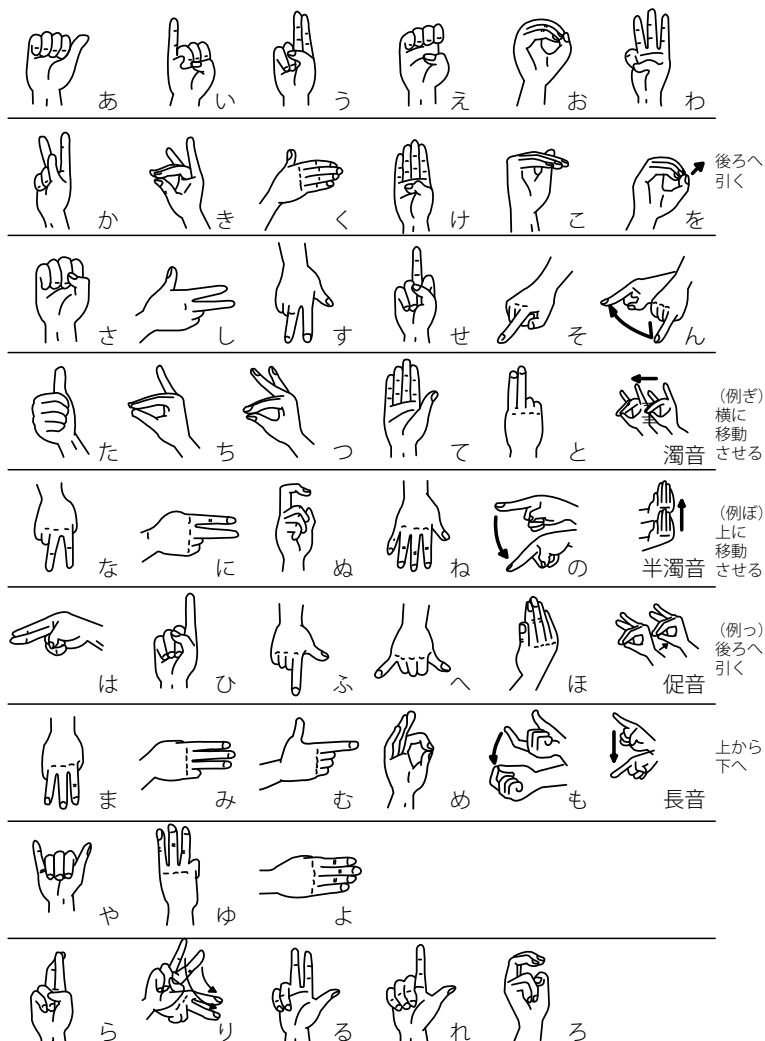 あ い う え お わ
か き く け こ を 後ろへ
引く
さ し す せ そ ん
た ち つ て と 濁音 （例ぎ）
横に
移動
させる
な に ぬ ね の 半濁音 （例ぽ）
上に
移動
させる
は ひ ふ へ ほ 促音 （例っ）
後ろへ
引く
ま み む め も 長音 上から
下へ
や ゆ よ
ら り る れ ろ